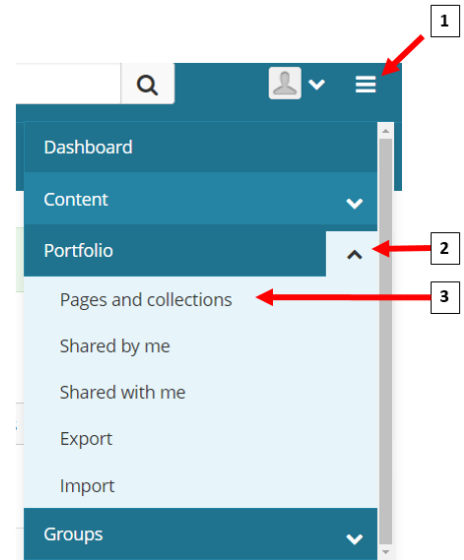 1
Dashboard
Content
Portfolio
2
Pages and collections
3
Shared by me
Shared with me
Export
Import
Groups